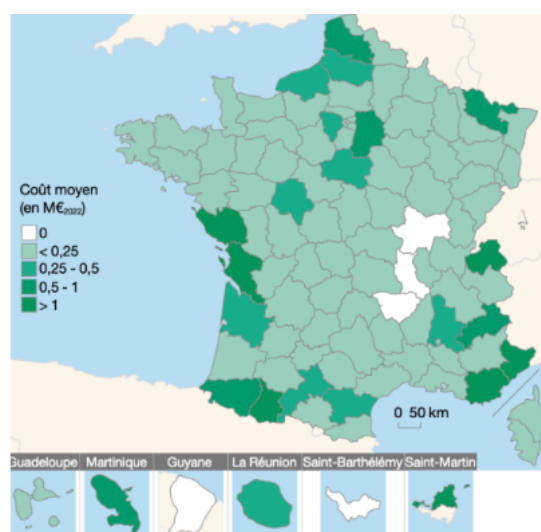 Coût moyen
(en M€2022)
0
< 0,25
0,25 - 0,5
0,5 - 1
> 1
N
0 50 km
Guadeloupe Martinique Guyane La Réunion Saint-Barthélémy Saint-Martin